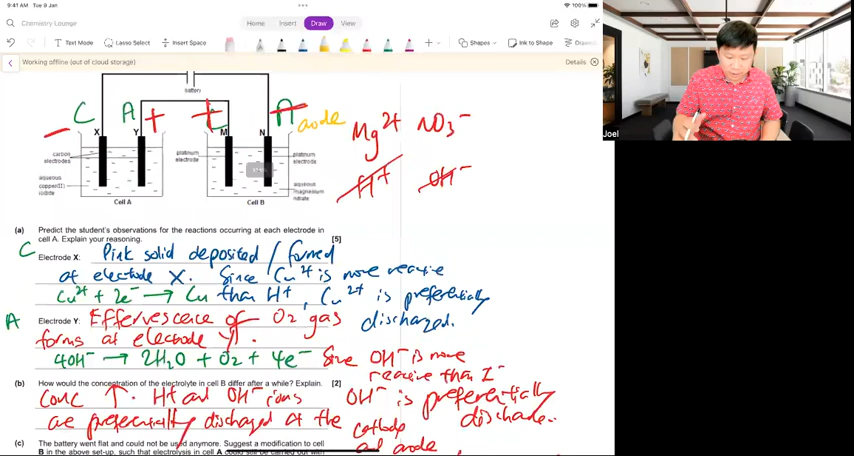 9:41 AM Tue 9 Jan
100%
Chemistry Lounge
Home Insert Draw View
Text Mode Lasso Select Insert Space Shapes Ink to Shape Drawing
Working offline (out of cloud storage)
Details
battery
C A + + A
− X Y M N aode
carbon electrodes
platinum electrode
platinum electrode
aqueous copper(II) iodide
aqueous magnesium nitrate
Cell A
Cell B
Mg2+ NO3−
H+ OH−
Joel
(a) Predict the student's observations for the reactions occurring at each electrode in
cell A. Explain your reasoning. [5]
C Electrode X: Pink solid deposited / formed
at electrode X. Since Cu2+ is more reactive
Cu2+ + 2e− → Cu than H+, Cu2+ is preferentially
discharged.
A Electrode Y: Effervescence of O2 gas
forms at electrode Y.
4OH− → 2H2O + O2 + 4e− Since OH− is more
reactive than I−
OH− is preferentially
discharge.
(b) How would the concentration of the electrolyte in cell B differ after a while? Explain. [2]
Conc ↑. H+ and OH− ions
are preferentially discharged at the
cathode
and anode
(c) The battery went flat and could not be used anymore. Suggest a modification to cell
B in the above set-up, such that electrolysis in cell A could still be carried out with